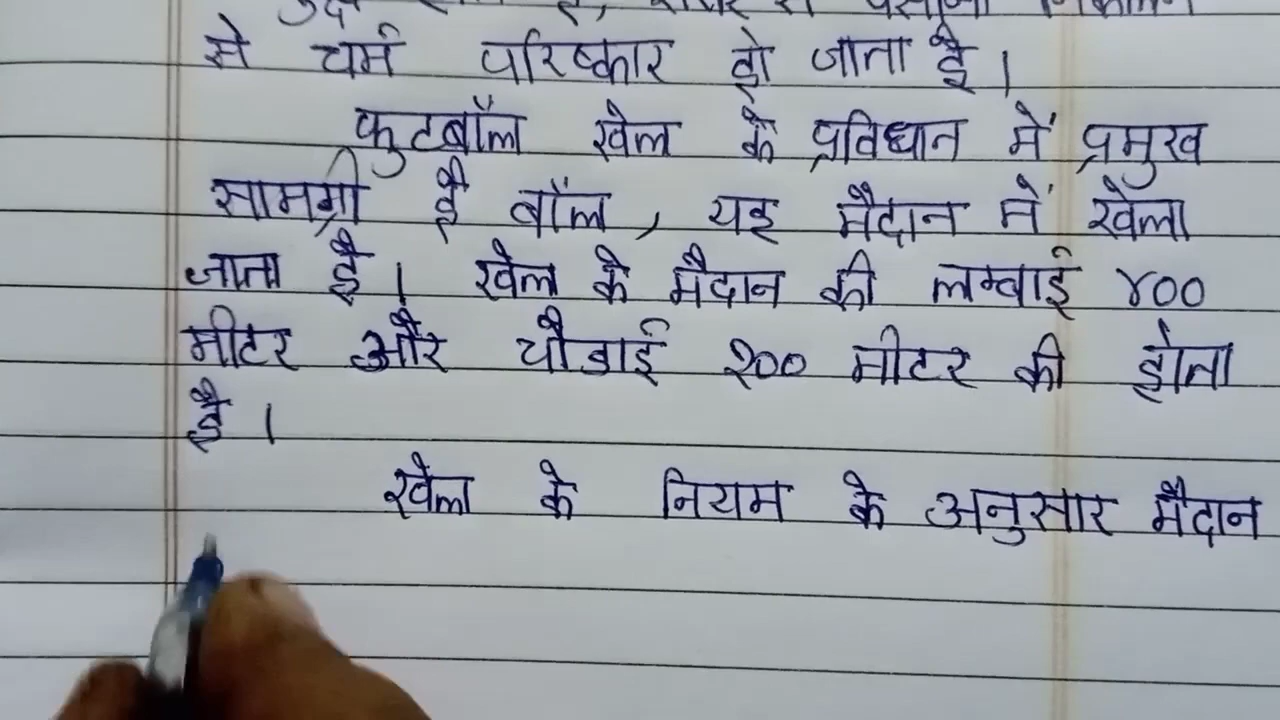 से चर्म परिष्कार हो जाता है।
फुटबॉल खेल के प्रविधान में प्रमुख
सामग्री है बॉल, यह मैदान में खेला
जाता है। खेल के मैदान की लम्बाई ४००
मीटर और चौडाई २०० मीटर की होता
है।
खेल के नियम के अनुसार मैदान